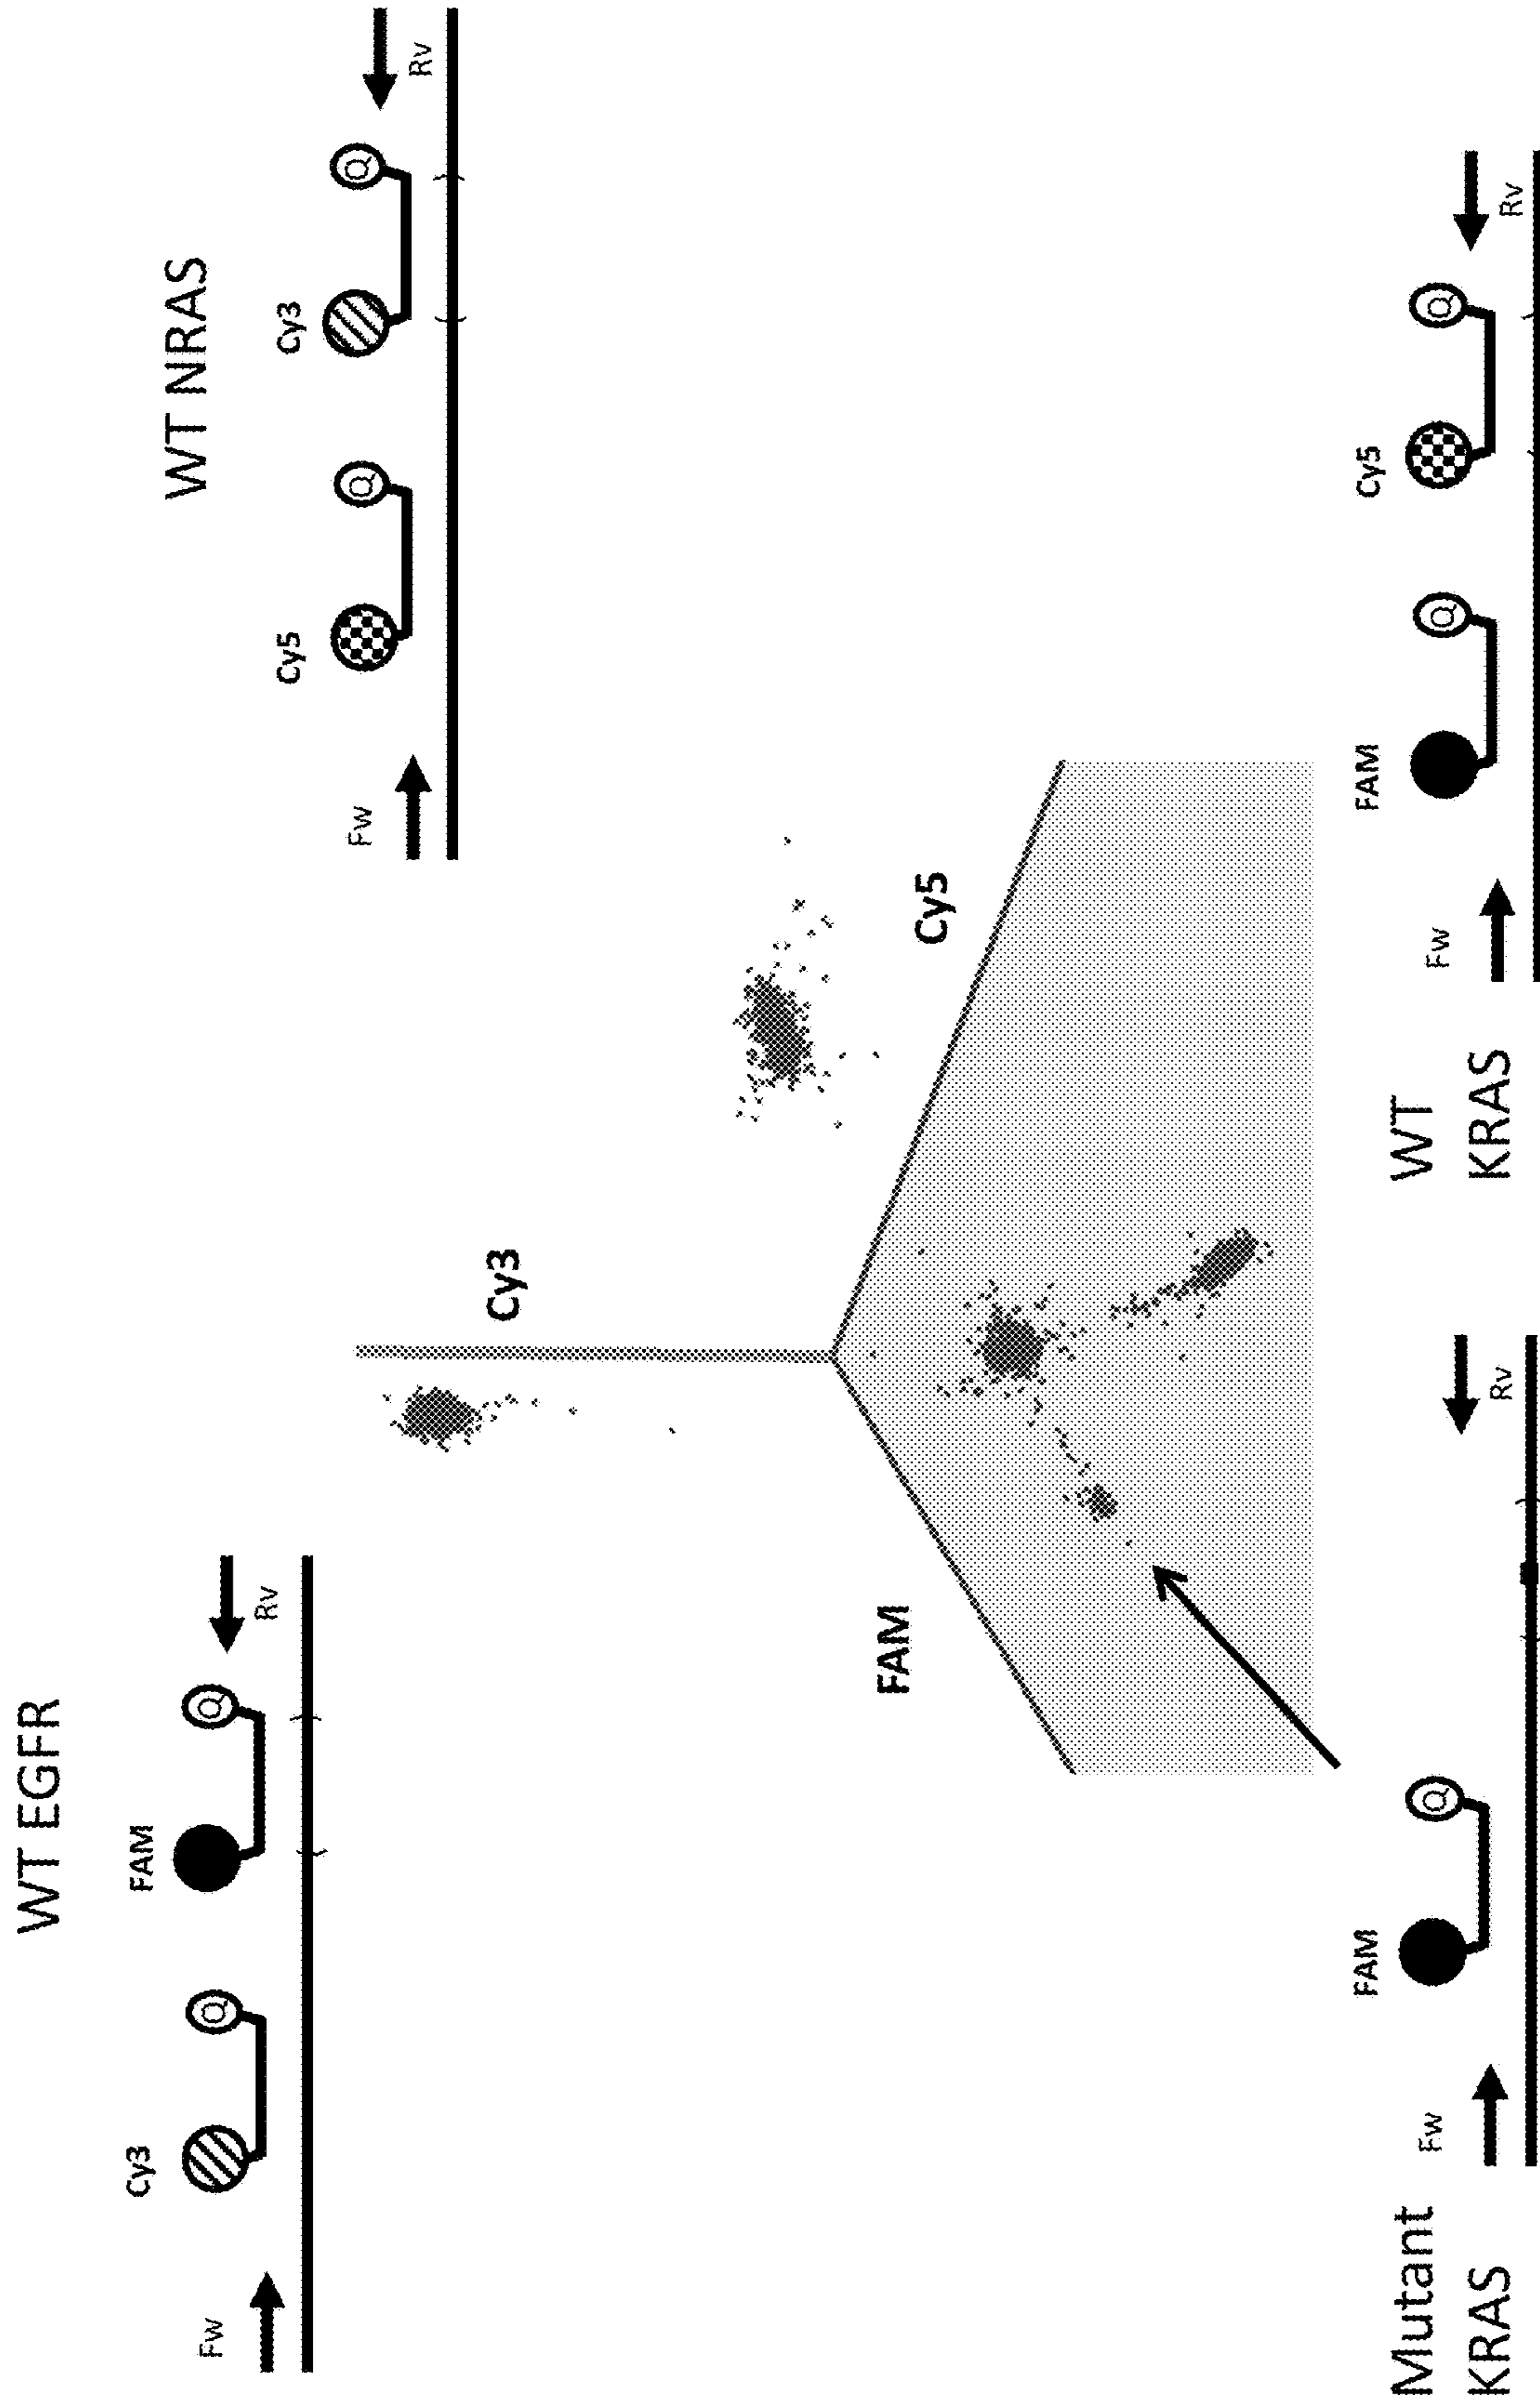 WT EGFR
Cy3
FAM
Q
Q
Fw
Rv
WT NRAS
Cy5
Cy3
Q
Q
Fw
Rv
Cy3
FAM
Cy5
Mutant
KRAS
FAM
Q
Fw
Rv
WT
KRAS
FAM
Cy5
Q
Q
Fw
Rv